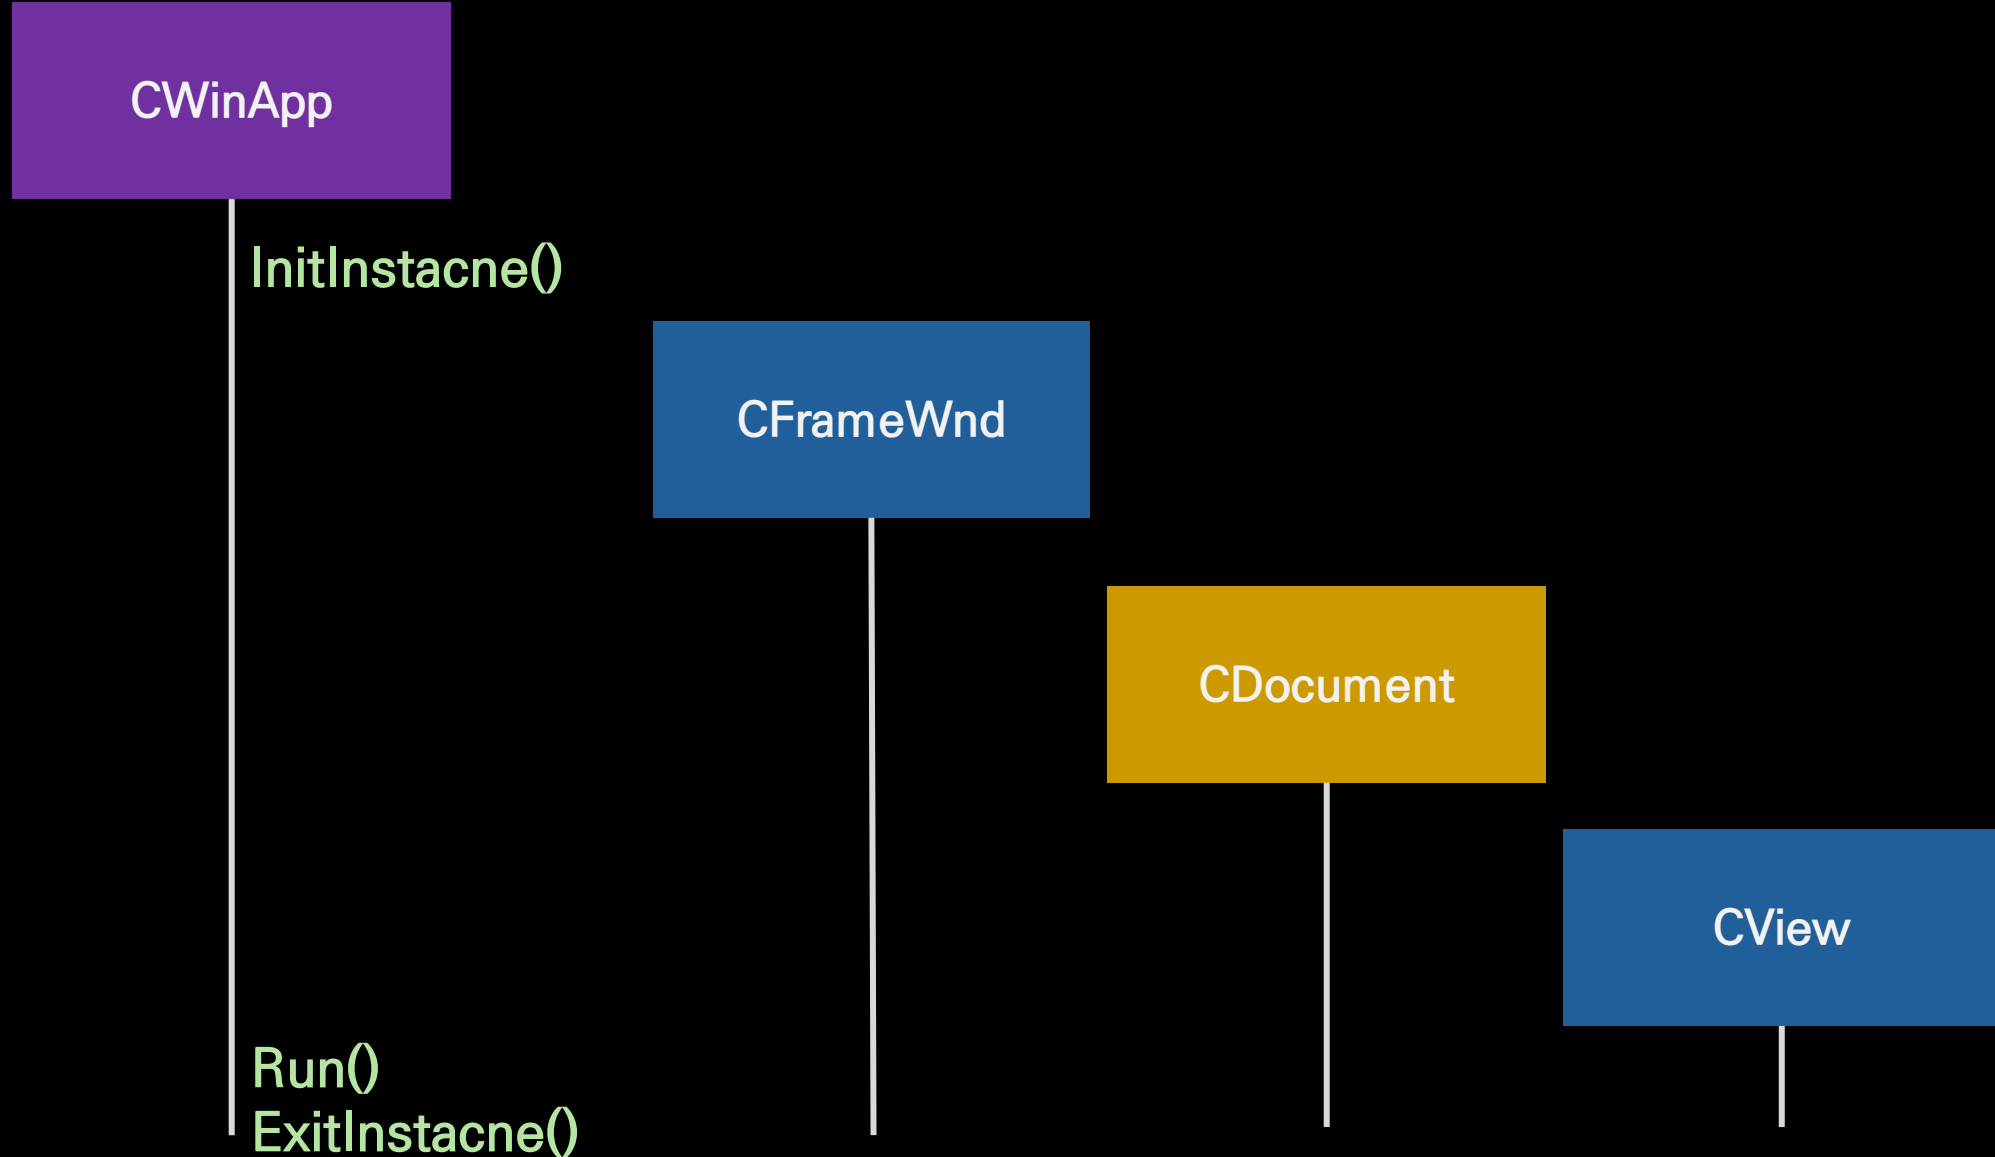 CWinApp
InitInstacne()
CFrameWnd
CDocument
CView
Run()
ExitInstacne()